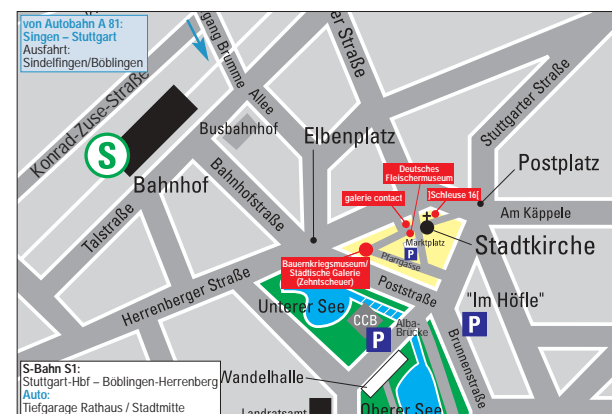 von Autobahn A 81:
Singen – Stuttgart
Ausfahrt:
Sindelfingen/Böblingen
gang Brumme Allee
er Straße
Konrad-Zuse-Straße
Stuttgarter Straße
Busbahnhof
Elbenplatz
S
Bahnhof
Bahnhofstraße
Talstraße
Deutsches
Fleischermuseum
Postplatz
galerie contact
]Schleuse 16[
Am Käppele
Marktplatz
P
Stadtkirche
Pfarrgasse
Bauernkriegsmuseum/
Städtische Galerie
(Zehntscheuer)
Herrenberger Straße
Poststraße
"Im Höfle"
Unterer See
CCB
Alba-
Brücke
P
P
Brunnenstraße
S-Bahn S1:
Stuttgart-Hbf – Böblingen-Herrenberg
Auto:
Tiefgarage Rathaus / Stadtmitte
Wandelhalle
Landratsamt
Oberer See